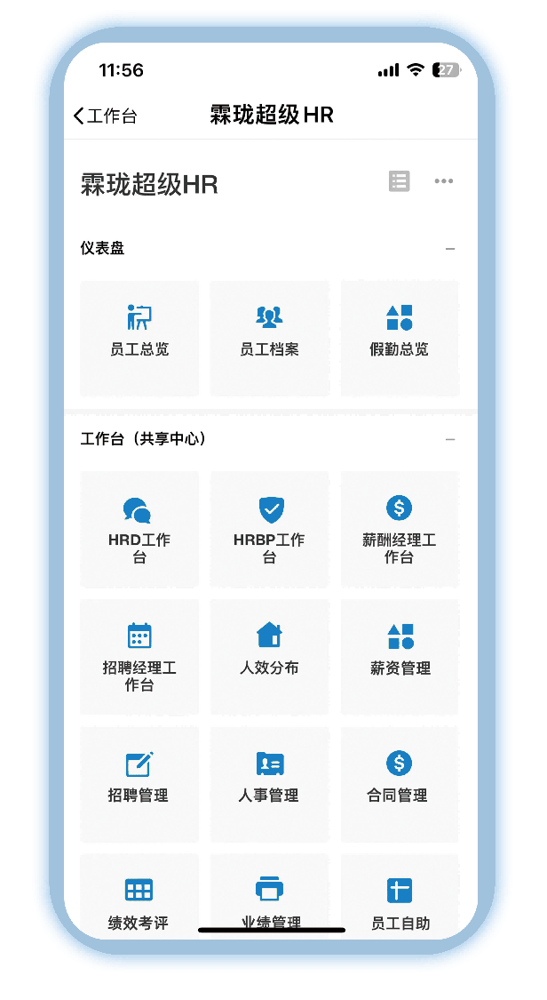 11:56
27
工作台
霖珑超级HR
霖珑超级HR
仪表盘
员工总览
员工档案
假勤总览
工作台（共享中心）
HRD工作
台
HRBP工作
台
薪酬经理工
作台
招聘经理工
作台
人效分布
薪资管理
招聘管理
人事管理
合同管理
绩效考评
业绩管理
员工自助